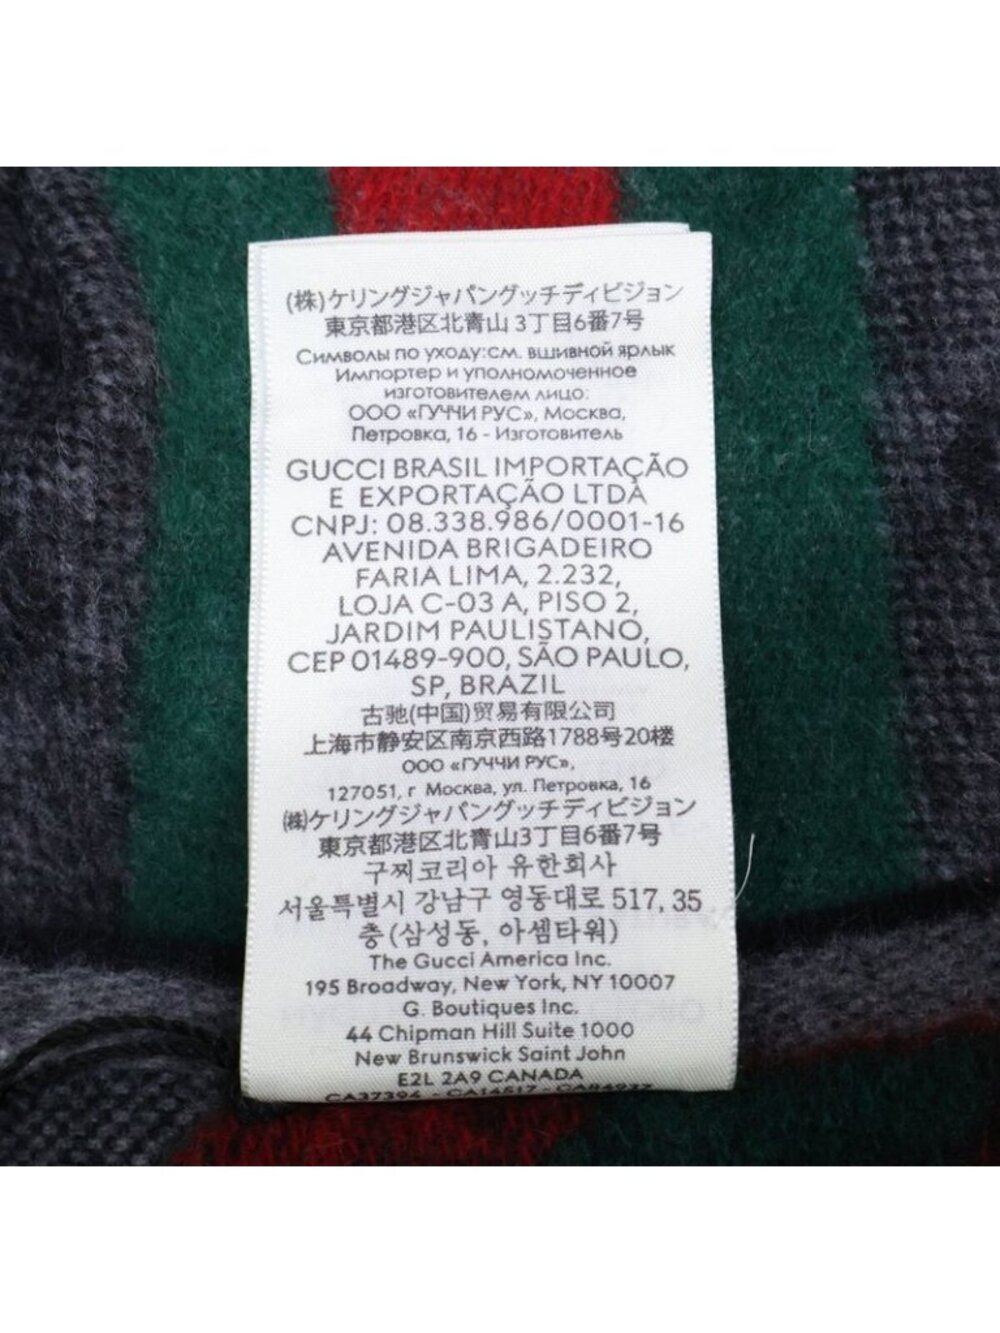 (株)ケリングジャパングッチディビジョン
東京都港区北青山 3丁目6番7号
Символы по уходу:см. вшивной ярлык
Импортер и уполномоченное
изготовителем лицо:
ООО «ГУЧЧИ РУС», Москва,
Петровка, 16 - Изготовитель
GUCCI BRASIL IMPORTAÇÃO
E EXPORTAÇÃO LTDA
CNPJ: 08.338.986/0001-16
AVENIDA BRIGADEIRO
FARIA LIMA, 2.232,
LOJA C-03 A, PISO 2,
JARDIM PAULISTANO,
CEP 01489-900, SÃO PAULO,
SP, BRAZIL
古驰(中国)贸易有限公司
上海市静安区南京西路1788号20楼
ООО «ГУЧЧИ РУС»,
127051, г Москва, ул. Петровка, 16
(株)ケリングジャパングッチディビジョン
東京都港区北青山3丁目6番7号
구찌코리아 유한회사
서울특별시 강남구 영동대로 517, 35
층 (삼성동, 아셈타워)
The Gucci America Inc.
195 Broadway, New York, NY 10007
G. Boutiques Inc.
44 Chipman Hill Suite 1000
New Brunswick Saint John
E2L 2A9 CANADA
CA37394 - CA14517 - CA84937